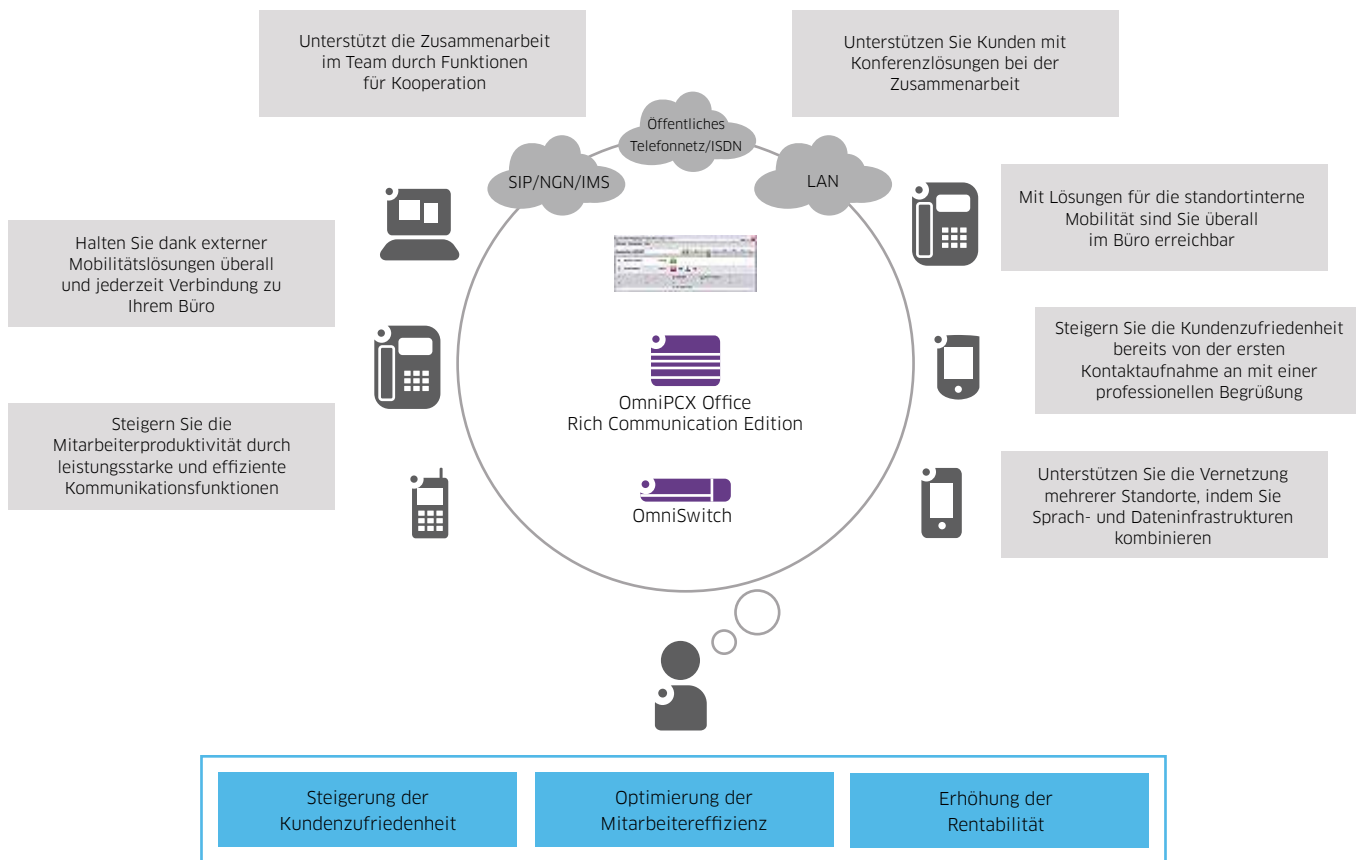 Unterstützt die Zusammenarbeit
im Team durch Funktionen
für Kooperation
Unterstützen Sie Kunden mit
Konferenzlösungen bei der
Zusammenarbeit
Öffentliches
Telefonnetz/ISDN
SIP/NGN/IMS
LAN
Halten Sie dank externer
Mobilitätslösungen überall
und jederzeit Verbindung zu
Ihrem Büro
Mit Lösungen für die standortinterne
Mobilität sind Sie überall
im Büro erreichbar
Steigern Sie die Kundenzufriedenheit
bereits von der ersten
Kontaktaufnahme an mit einer
professionellen Begrüßung
Steigern Sie die
Mitarbeiterproduktivität durch
leistungsstarke und effiziente
Kommunikationsfunktionen
OmniPCX Office
Rich Communication Edition
Unterstützen Sie die Vernetzung
mehrerer Standorte, indem Sie
Sprach- und Dateninfrastrukturen
kombinieren
OmniSwitch
Steigerung der
Kundenzufriedenheit
Optimierung der
Mitarbeitereffizienz
Erhöhung der
Rentabilität